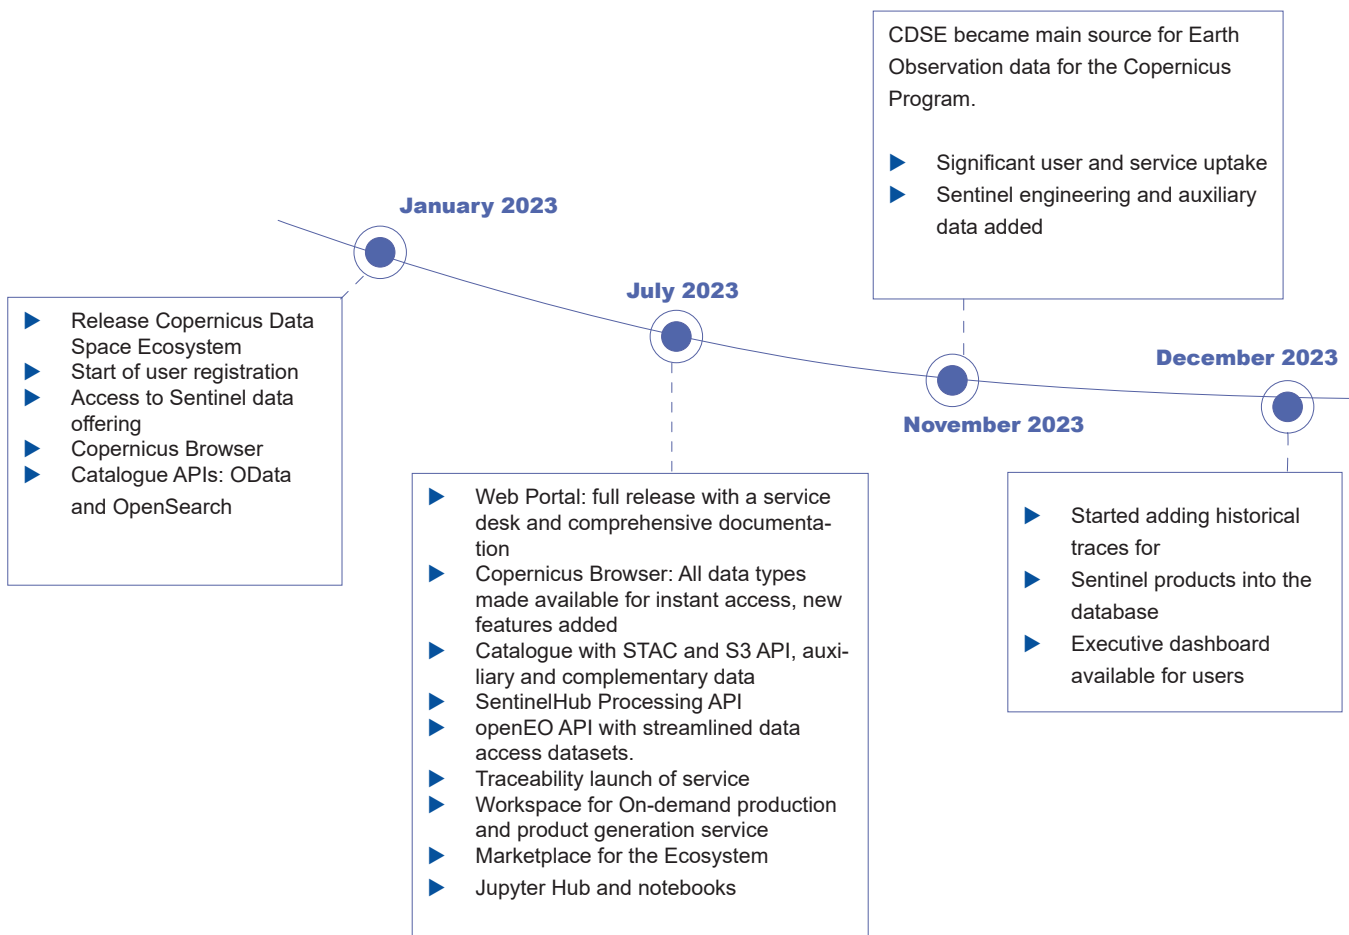 January 2023
Release Copernicus Data
Space Ecosystem
Start of user registration
Access to Sentinel data
offering
Copernicus Browser
Catalogue APIs: OData
and OpenSearch
July 2023
Web Portal: full release with a service
desk and comprehensive documenta-
tion
Copernicus Browser: All data types
made available for instant access, new
features added
Catalogue with STAC and S3 API, auxi-
liary and complementary data
SentinelHub Processing API
openEO API with streamlined data
access datasets.
Traceability launch of service
Workspace for On-demand production
and product generation service
Marketplace for the Ecosystem
Jupyter Hub and notebooks
CDSE became main source for Earth
Observation data for the Copernicus
Program.
Significant user and service uptake
Sentinel engineering and auxiliary
data added
November 2023
December 2023
Started adding historical
traces for
Sentinel products into the
database
Executive dashboard
available for users